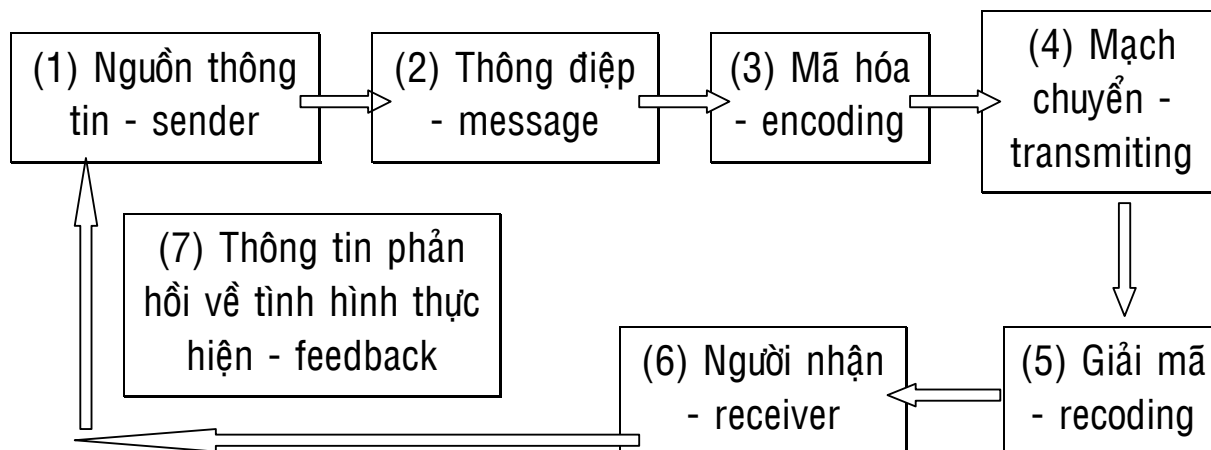 (1) Nguồn thông
tin - sender
(2) Thông điệp
- message
(3) Mã hóa
- encoding
(4) Mạch
chuyển -
transmiting
(5) Giải mã
- recoding
(6) Người nhận
- receiver
(7) Thông tin phản
hồi về tình hình thực
hiện - feedback